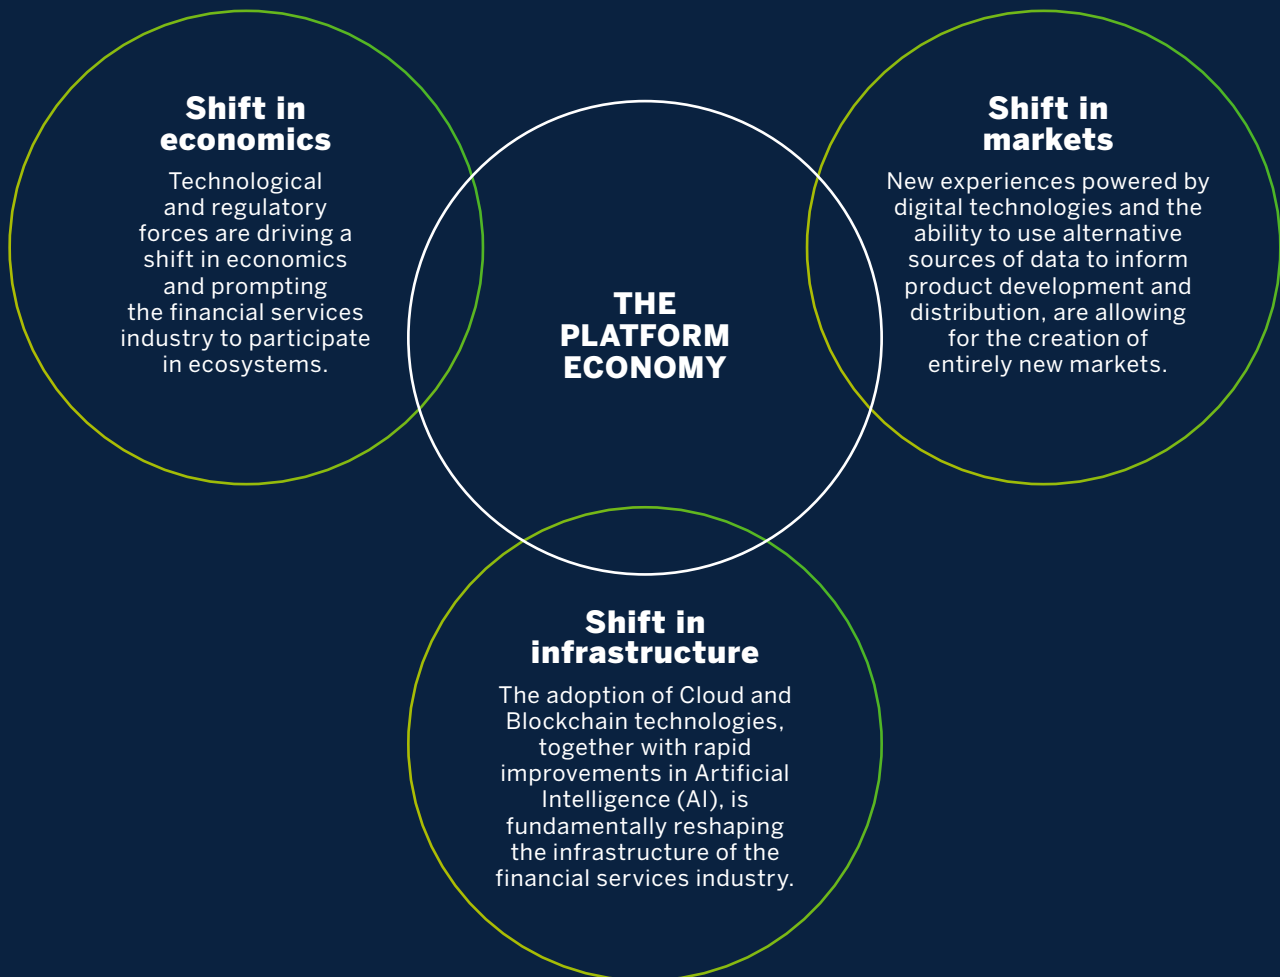 Shift in
economics
Technological
and regulatory
forces are driving a
shift in economics
and prompting
the financial services
industry to participate
in ecosystems.
THE
PLATFORM
ECONOMY
Shift in
markets
New experiences powered by
digital technologies and the
ability to use alternative
sources of data to inform
product development and
distribution, are allowing
for the creation of
entirely new markets.
Shift in
infrastructure
The adoption of Cloud and
Blockchain technologies,
together with rapid
improvements in Artificial
Intelligence (AI), is
fundamentally reshaping
the infrastructure of the
financial services industry.